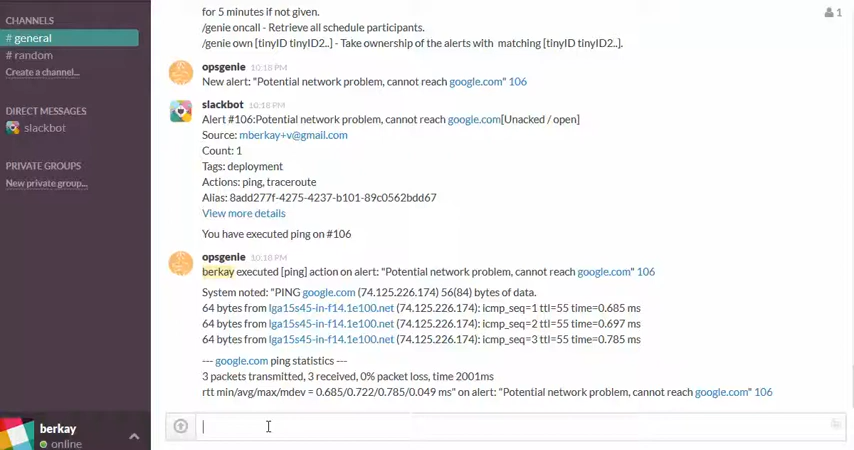 CHANNELS
# general
# random
Create a channel...
DIRECT MESSAGES
slackbot
PRIVATE GROUPS
New private group...
berkay
online
1
for 5 minutes if not given.
/genie oncall - Retrieve all schedule participants.
/genie own [tinyID tinyID2..] - Take ownership of the alerts with matching [tinyID tinyID2..].
opsgenie 10:18 PM
New alert: "Potential network problem, cannot reach google.com" 106
slackbot 10:18 PM
Alert #106:Potential network problem, cannot reach google.com[Unacked / open]
Source: mberkay+v@gmail.com
Count: 1
Tags: deployment
Actions: ping, traceroute
Alias: 8add277f-4275-4237-b101-89c0562bdd67
View more details
You have executed ping on #106
opsgenie 10:18 PM
berkay executed [ping] action on alert: "Potential network problem, cannot reach google.com" 106
System noted: "PING google.com (74.125.226.174) 56(84) bytes of data.
64 bytes from lga15s45-in-f14.1e100.net (74.125.226.174): icmp_seq=1 ttl=55 time=0.685 ms
64 bytes from lga15s45-in-f14.1e100.net (74.125.226.174): icmp_seq=2 ttl=55 time=0.697 ms
64 bytes from lga15s45-in-f14.1e100.net (74.125.226.174): icmp_seq=3 ttl=55 time=0.785 ms
--- google.com ping statistics ---
3 packets transmitted, 3 received, 0% packet loss, time 2001ms
rtt min/avg/max/mdev = 0.685/0.722/0.785/0.049 ms" on alert: "Potential network problem, cannot reach google.com" 106